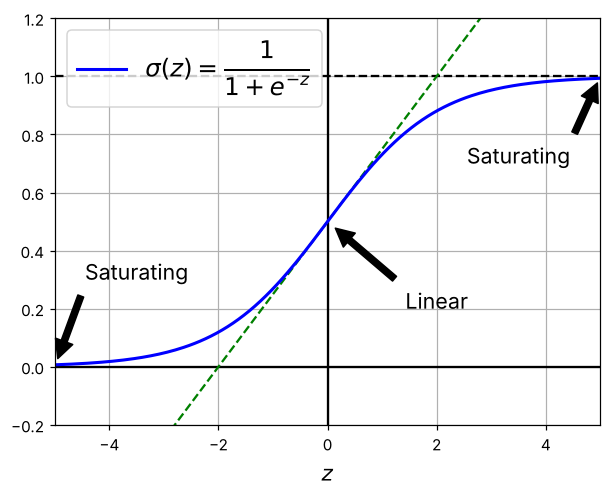 1.2
1.0
0.8
0.6
0.4
0.2
0.0
−0.2
σ(z) = 1 / (1 + e^{−z})
Saturating
Saturating
Linear
−4 −2 0 2 4
z